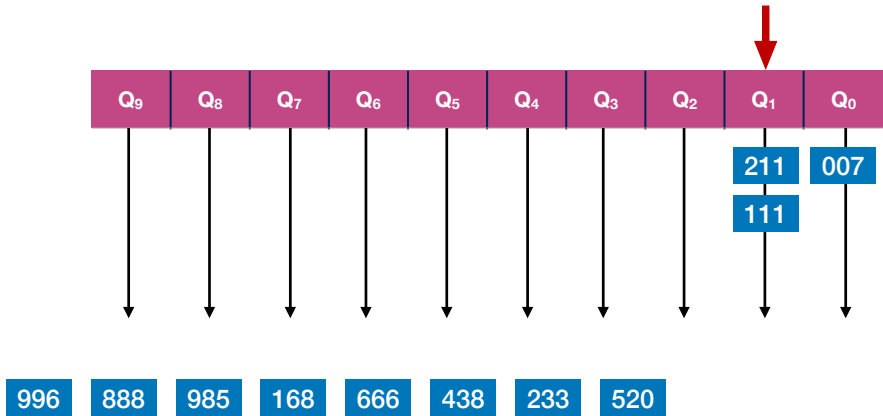 Q₉ Q₈ Q₇ Q₆ Q₅ Q₄ Q₃ Q₂ Q₁ Q₀
211 007
111
996 888 985 168 666 438 233 520